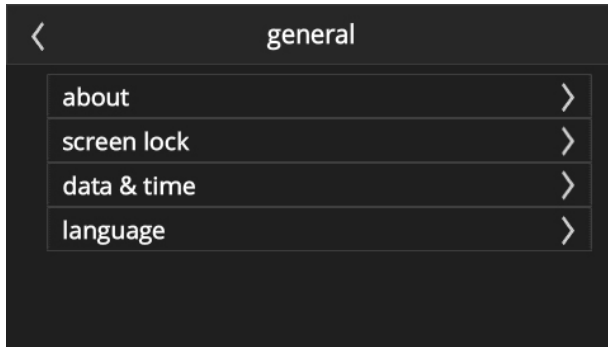 general
about
screen lock
data & time
language